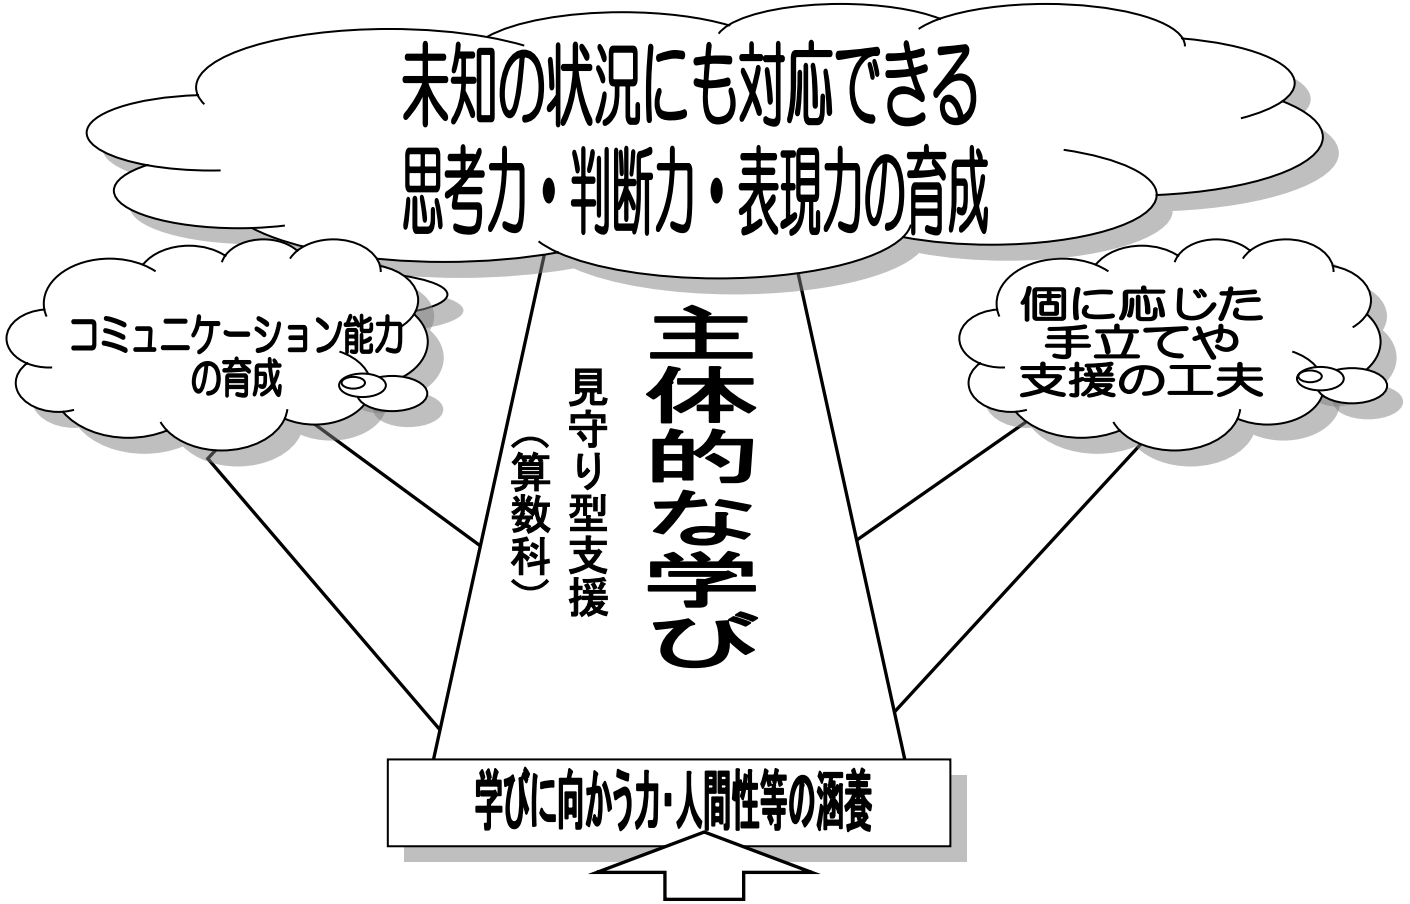 未知の状況にも対応できる
思考力・判断力・表現力の育成
コミュニケーション能力
の育成
個に応じた
手立てや
支援の工夫
主体的な学び
見守り型支援
（算数科）
学びに向かう力・人間性等の涵養